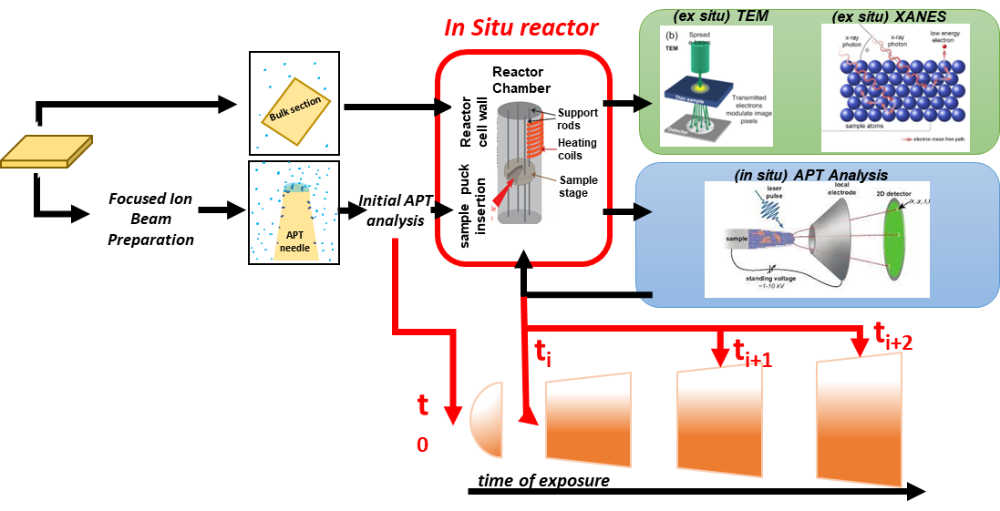 In Situ reactor
(ex situ) TEM
(ex situ) XANES
(b)
TEM
Spread
e-beam
Thin sample
Transmitted
electrons
modulate image
pixels
Detector
x-ray
photon
x-ray
photon
low energy
electron
sample atoms
electron mean free path
Bulk section
Reactor
Chamber
Reactor
cell wall
Support
rods
Heating
coils
Sample
stage
sample puck
insertion
Focused Ion
Beam
Preparation
APT
needle
Initial APT
analysis
(in situ) APT Analysis
laser
pulse
local
electrode
2D detector
sample
standing voltage
~1-10 kV
t
0
ti
ti+1
ti+2
time of exposure